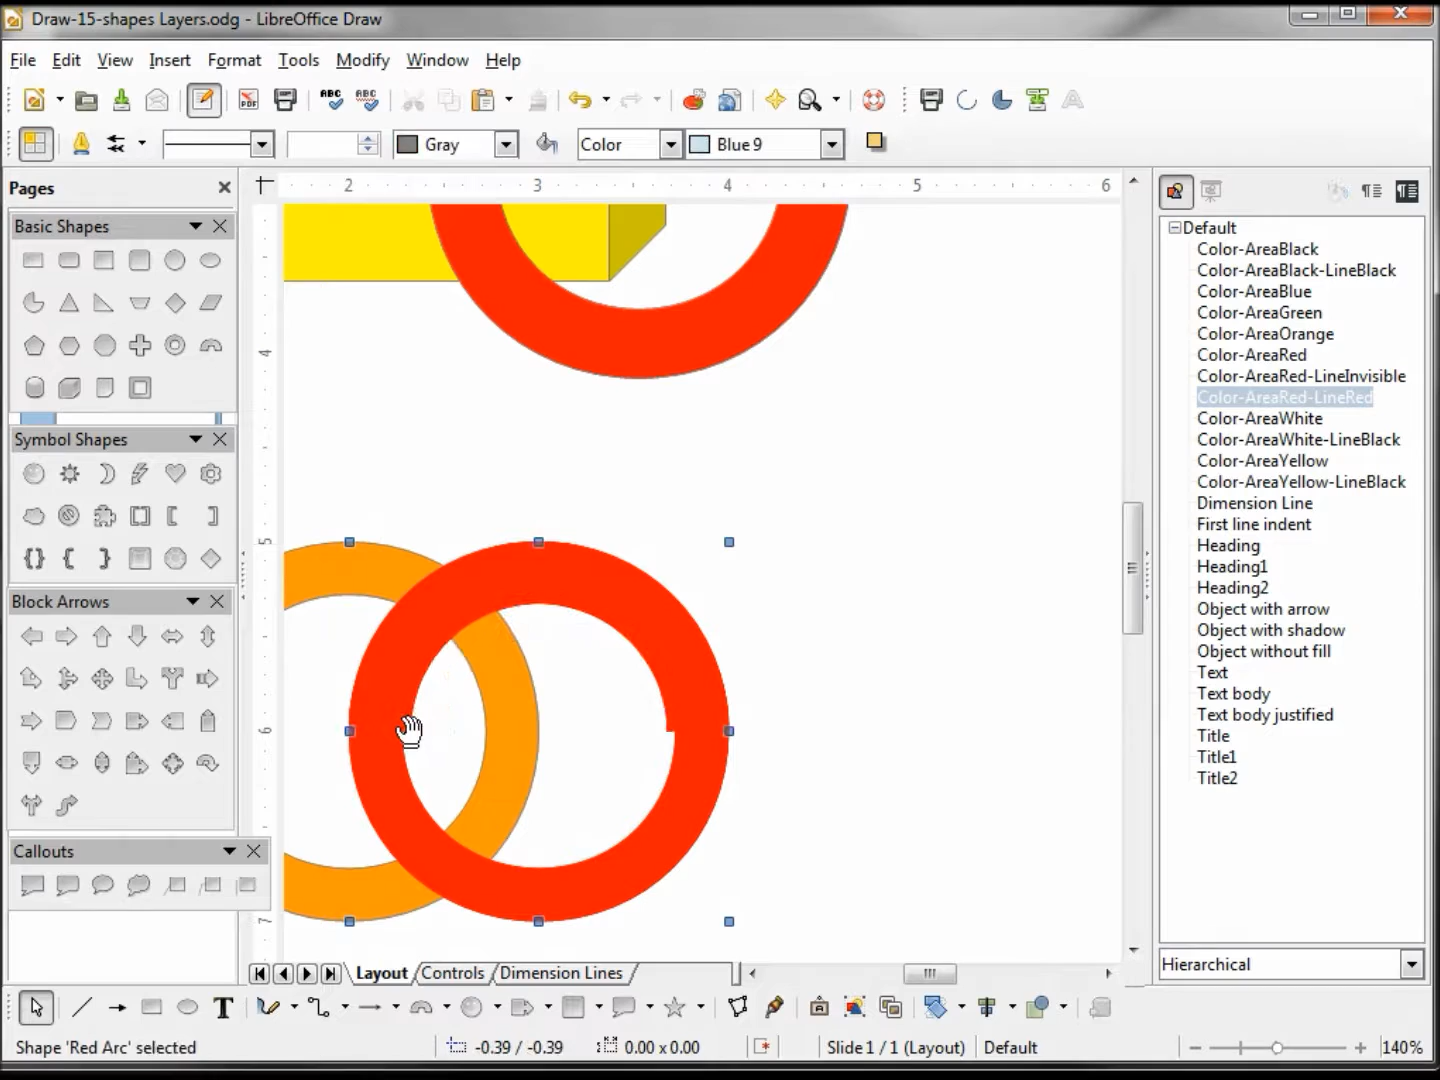 Draw-15-shapes Layers.odg - LibreOffice Draw
File Edit View Insert Format Tools Modify Window Help
PDF ABC ABC
Gray Color Blue 9
Pages
Basic Shapes
Symbol Shapes
Block Arrows
Callouts
2 3 4 5 6
4
5
6
7
Default
Color-AreaBlack
Color-AreaBlack-LineBlack
Color-AreaBlue
Color-AreaGreen
Color-AreaOrange
Color-AreaRed
Color-AreaRed-LineInvisible
Color-AreaRed-LineRed
Color-AreaWhite
Color-AreaWhite-LineBlack
Color-AreaYellow
Color-AreaYellow-LineBlack
Dimension Line
First line indent
Heading
Heading1
Heading2
Object with arrow
Object with shadow
Object without fill
Text
Text body
Text body justified
Title
Title1
Title2
Hierarchical
Layout Controls Dimension Lines
T
Shape 'Red Arc' selected -0.39 / -0.39 0.00 x 0.00 Slide 1 / 1 (Layout) Default 140%